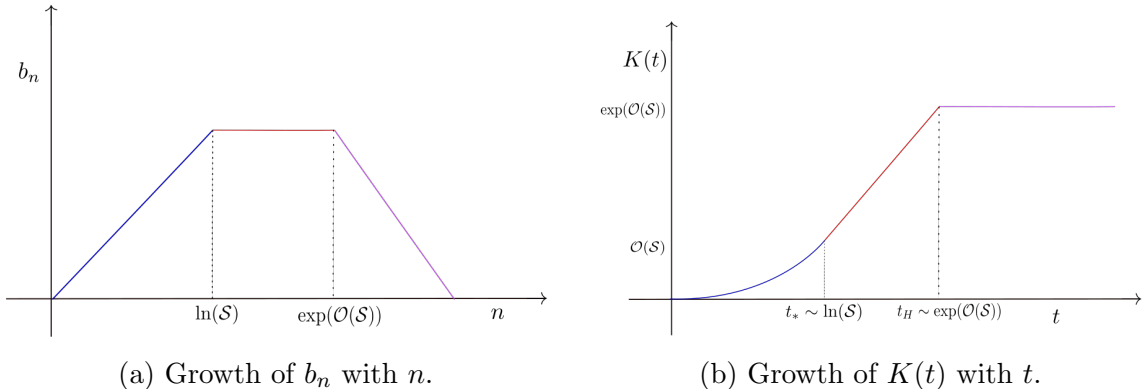 b_n
ln(𝒮)
exp(𝒪(𝒮))
n
(a) Growth of b_n with n.
K(t)
exp(𝒪(𝒮))
𝒪(𝒮)
t_* ∼ ln(𝒮)
t_H ∼ exp(𝒪(𝒮))
t
(b) Growth of K(t) with t.